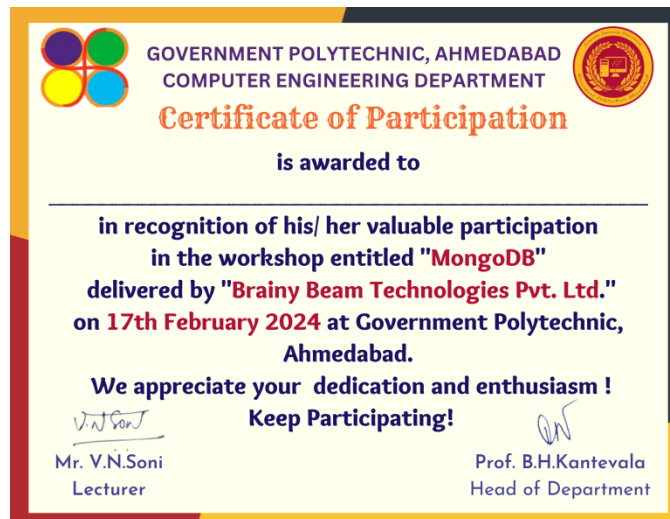 GOVERNMENT POLYTECHNIC, AHMEDABAD
COMPUTER ENGINEERING DEPARTMENT
Certificate of Participation
is awarded to
in recognition of his/ her valuable participation
in the workshop entitled "MongoDB"
delivered by "Brainy Beam Technologies Pvt. Ltd."
on 17th February 2024 at Government Polytechnic,
Ahmedabad.
We appreciate your dedication and enthusiasm !
Keep Participating!
V.N Soni
Mr. V.N.Soni
Lecturer
Prof. B.H.Kantevala
Head of Department